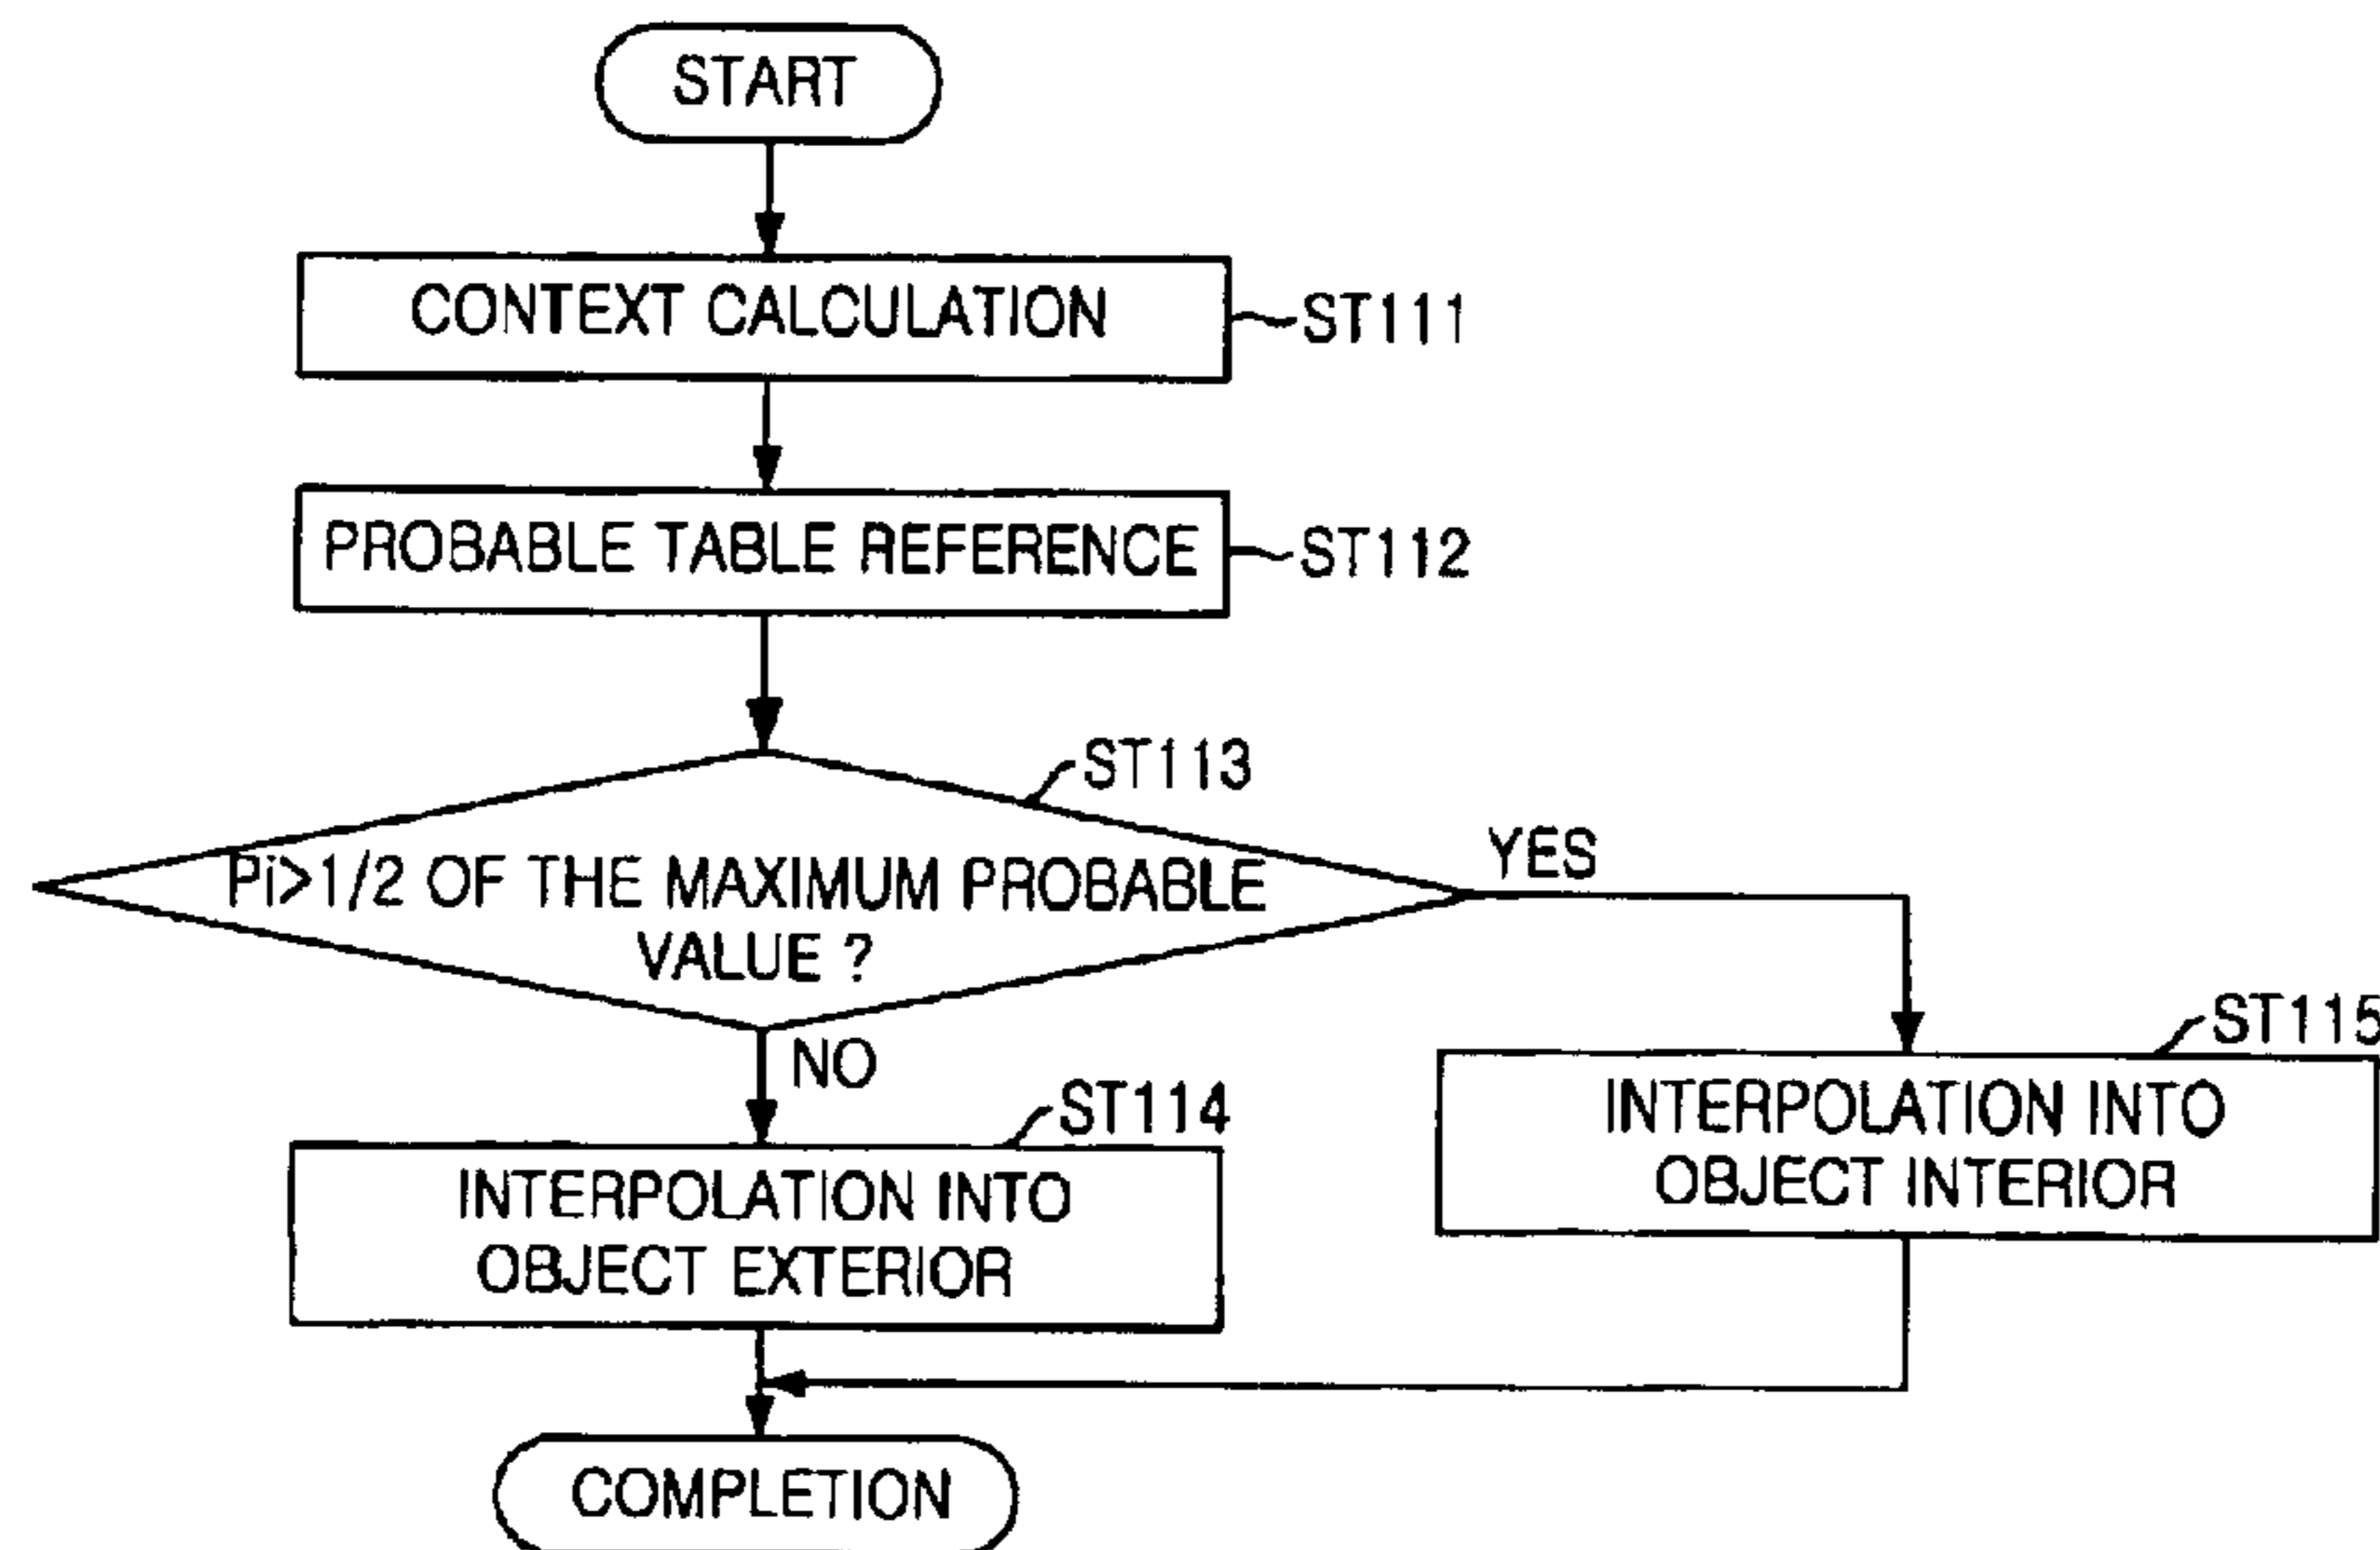 START
CONTEXT CALCULATION
ST111
PROBABLE TABLE REFERENCE
ST112
ST113
Pi>1/2 OF THE MAXIMUM PROBABLE
VALUE ?
YES
NO
ST115
INTERPOLATION INTO
OBJECT INTERIOR
ST114
INTERPOLATION INTO
OBJECT EXTERIOR
COMPLETION